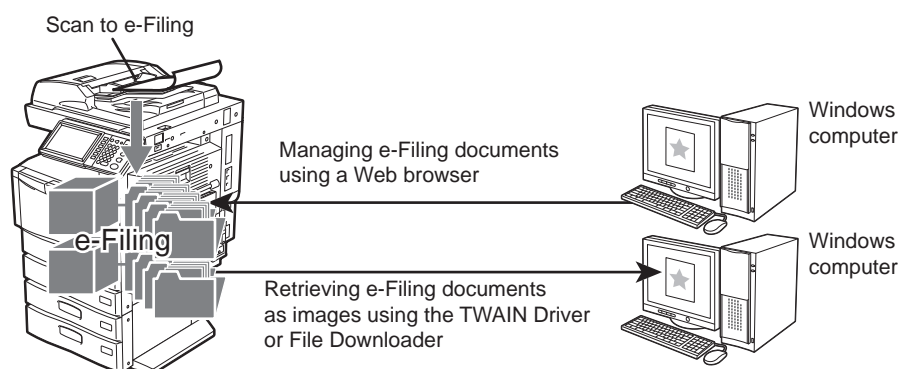 Scan to e-Filing
Windows
computer
Managing e-Filing documents
using a Web browser
e-Filing
Windows
computer
Retrieving e-Filing documents
as images using the TWAIN Driver
or File Downloader